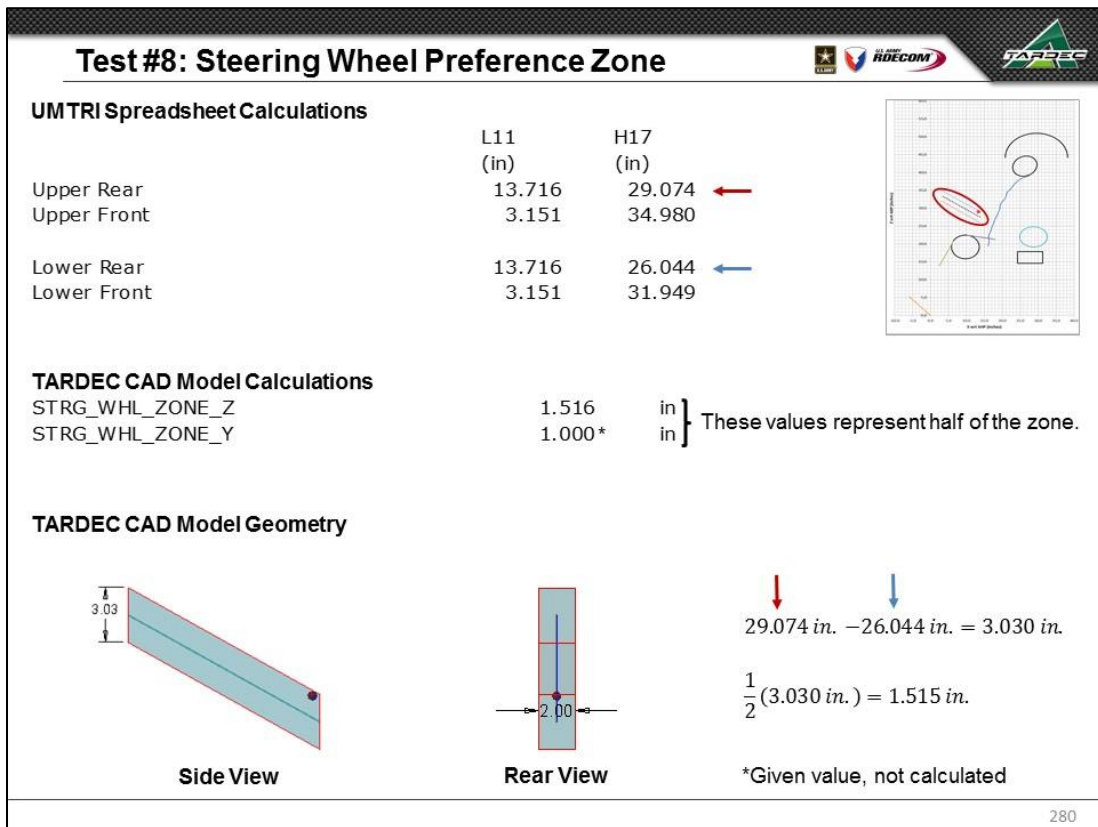 Test #8: Steering Wheel Preference Zone
U.S. ARMY
U.S. ARMY
RDECOM
TARDEC
UMTRI Spreadsheet Calculations
L11 H17
(in) (in)
Upper Rear 13.716 29.074
Upper Front 3.151 34.980
Lower Rear 13.716 26.044
Lower Front 3.151 31.949
TARDEC CAD Model Calculations
STRG_WHL_ZONE_Z 1.516 in
STRG_WHL_ZONE_Y 1.000* in
These values represent half of the zone.
TARDEC CAD Model Geometry
3.03
2.00
29.074 in. −26.044 in. = 3.030 in.
1/2 (3.030 in.) = 1.515 in.
Side View
Rear View
*Given value, not calculated
280